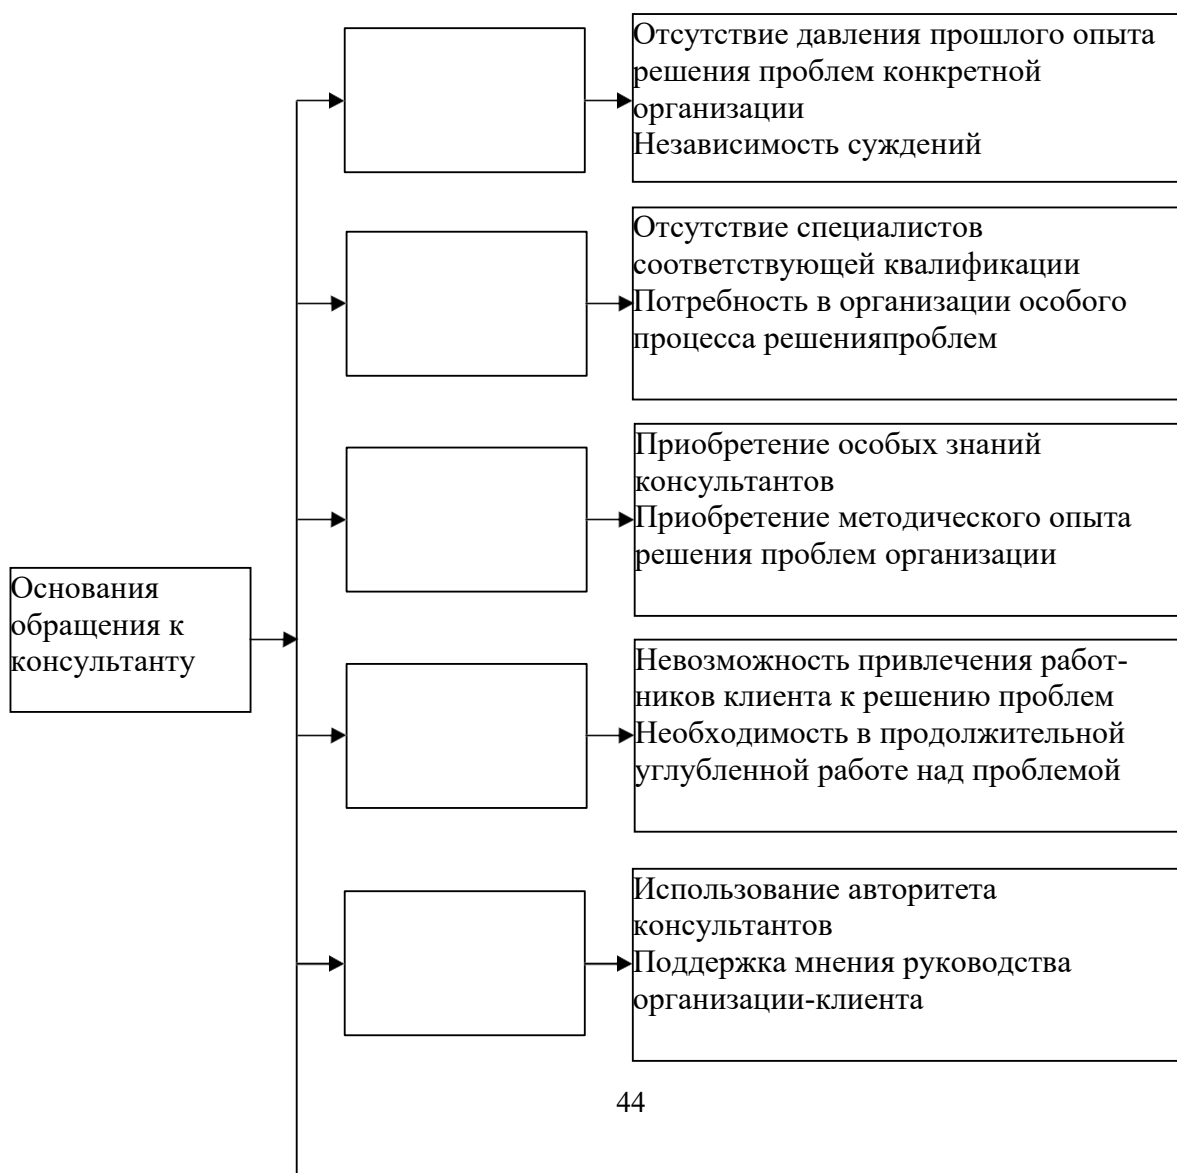 Отсутствие давления прошлого опыта
решения проблем конкретной
организации
Независимость суждений
Отсутствие специалистов
соответствующей квалификации
Потребность в организации особого
процесса решенияпроблем
Приобретение особых знаний
консультантов
Приобретение методического опыта
решения проблем организации
Основания
обращения к
консультанту
Невозможность привлечения работ-
ников клиента к решению проблем
Необходимость в продолжительной
углубленной работе над проблемой
Использование авторитета
консультантов
Поддержка мнения руководства
организации-клиента
44